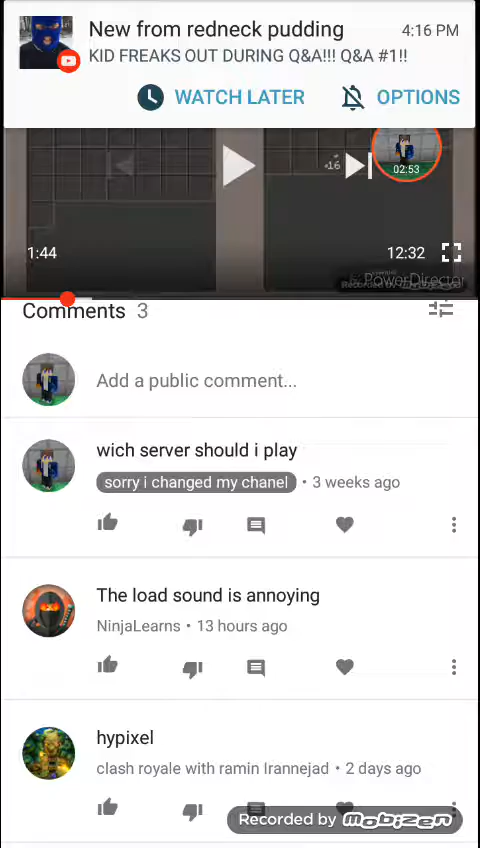 New from redneck pudding
4:16 PM
KID FREAKS OUT DURING Q&A!!! Q&A #1!!
WATCH LATER
OPTIONS
+16
02:53
1:44
12:32
PowerDirector
Comments 3
Add a public comment...
wich server should i play
sorry i changed my chanel • 3 weeks ago
The load sound is annoying
NinjaLearns • 13 hours ago
hypixel
clash royale with ramin Irannejad • 2 days ago
Recorded by mobizen